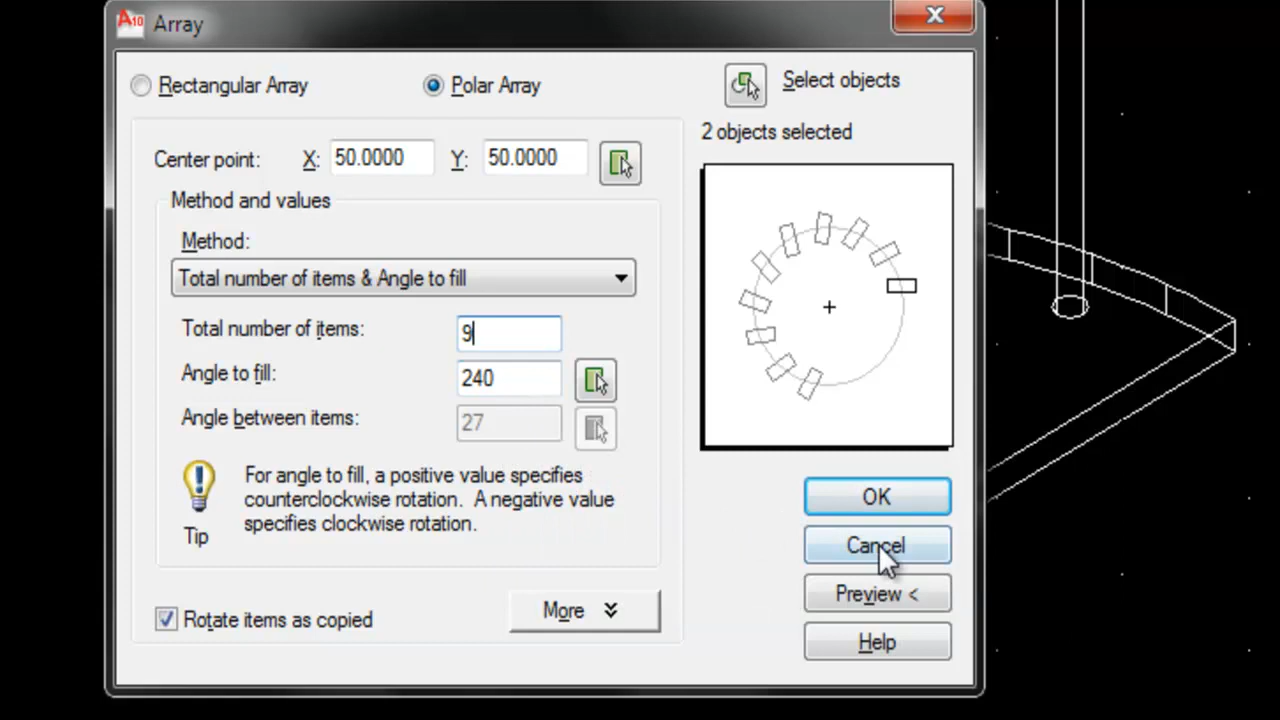 A10 Array
Rectangular Array Polar Array Select objects
2 objects selected
Center point: X: 50.0000 Y: 50.0000
Method and values
Method:
Total number of items & Angle to fill
Total number of items: 9
Angle to fill: 240
Angle between items: 27
For angle to fill, a positive value specifies
counterclockwise rotation. A negative value
specifies clockwise rotation.
Tip
OK
Cancel
Preview <
Help
Rotate items as copied More